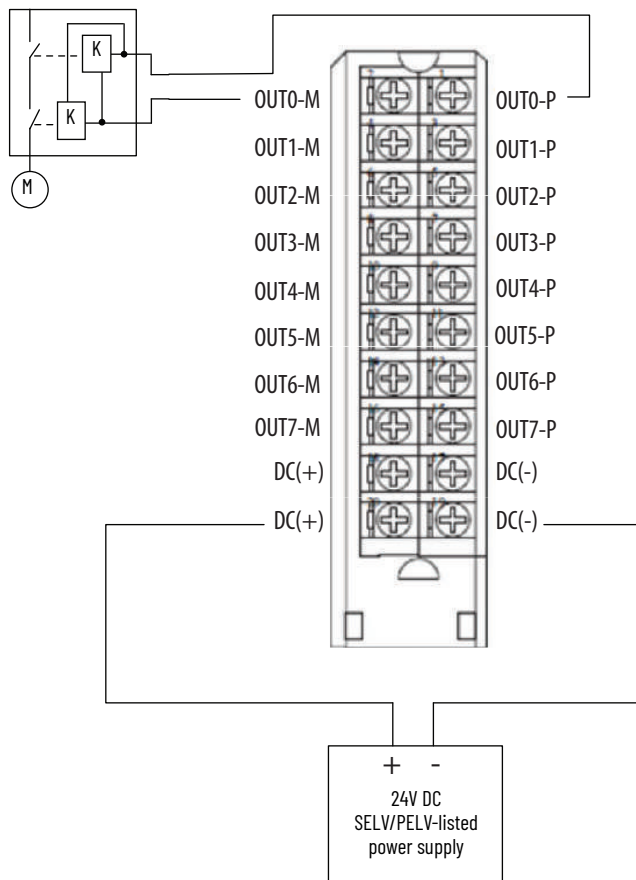 K
K
M
OUT0-M
OUT0-P
OUT1-M
OUT1-P
OUT2-M
OUT2-P
OUT3-M
OUT3-P
OUT4-M
OUT4-P
OUT5-M
OUT5-P
OUT6-M
OUT6-P
OUT7-M
OUT7-P
DC(+)
DC(-)
DC(+)
DC(-)
+ -
24V DC
SELV/PELV-listed
power supply